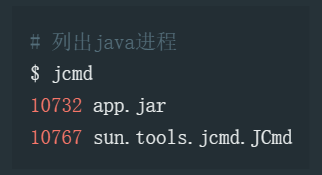 # 列出java进程
$ jcmd
10732 app.jar
10767 sun.tools.jcmd.JCmd